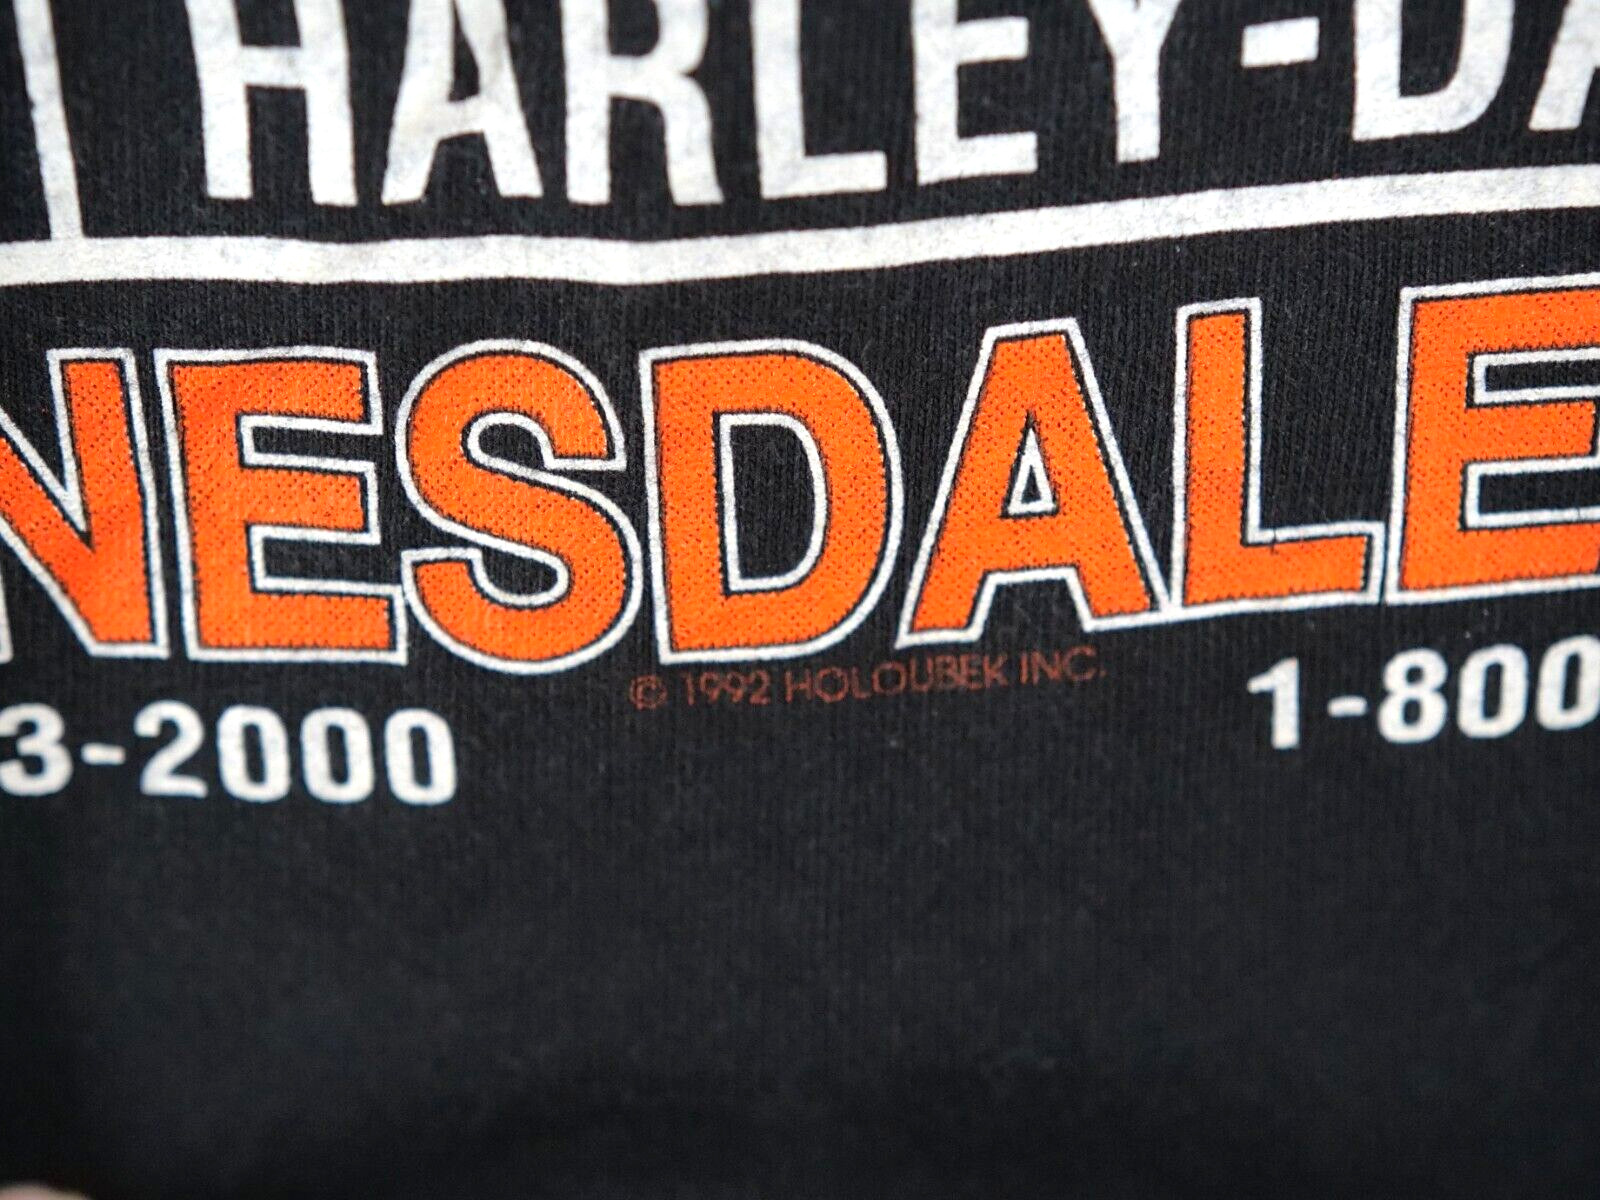 HARLEY-DA
NESDALE
© 1992 HOLOUBEK INC.
3-2000 1-800